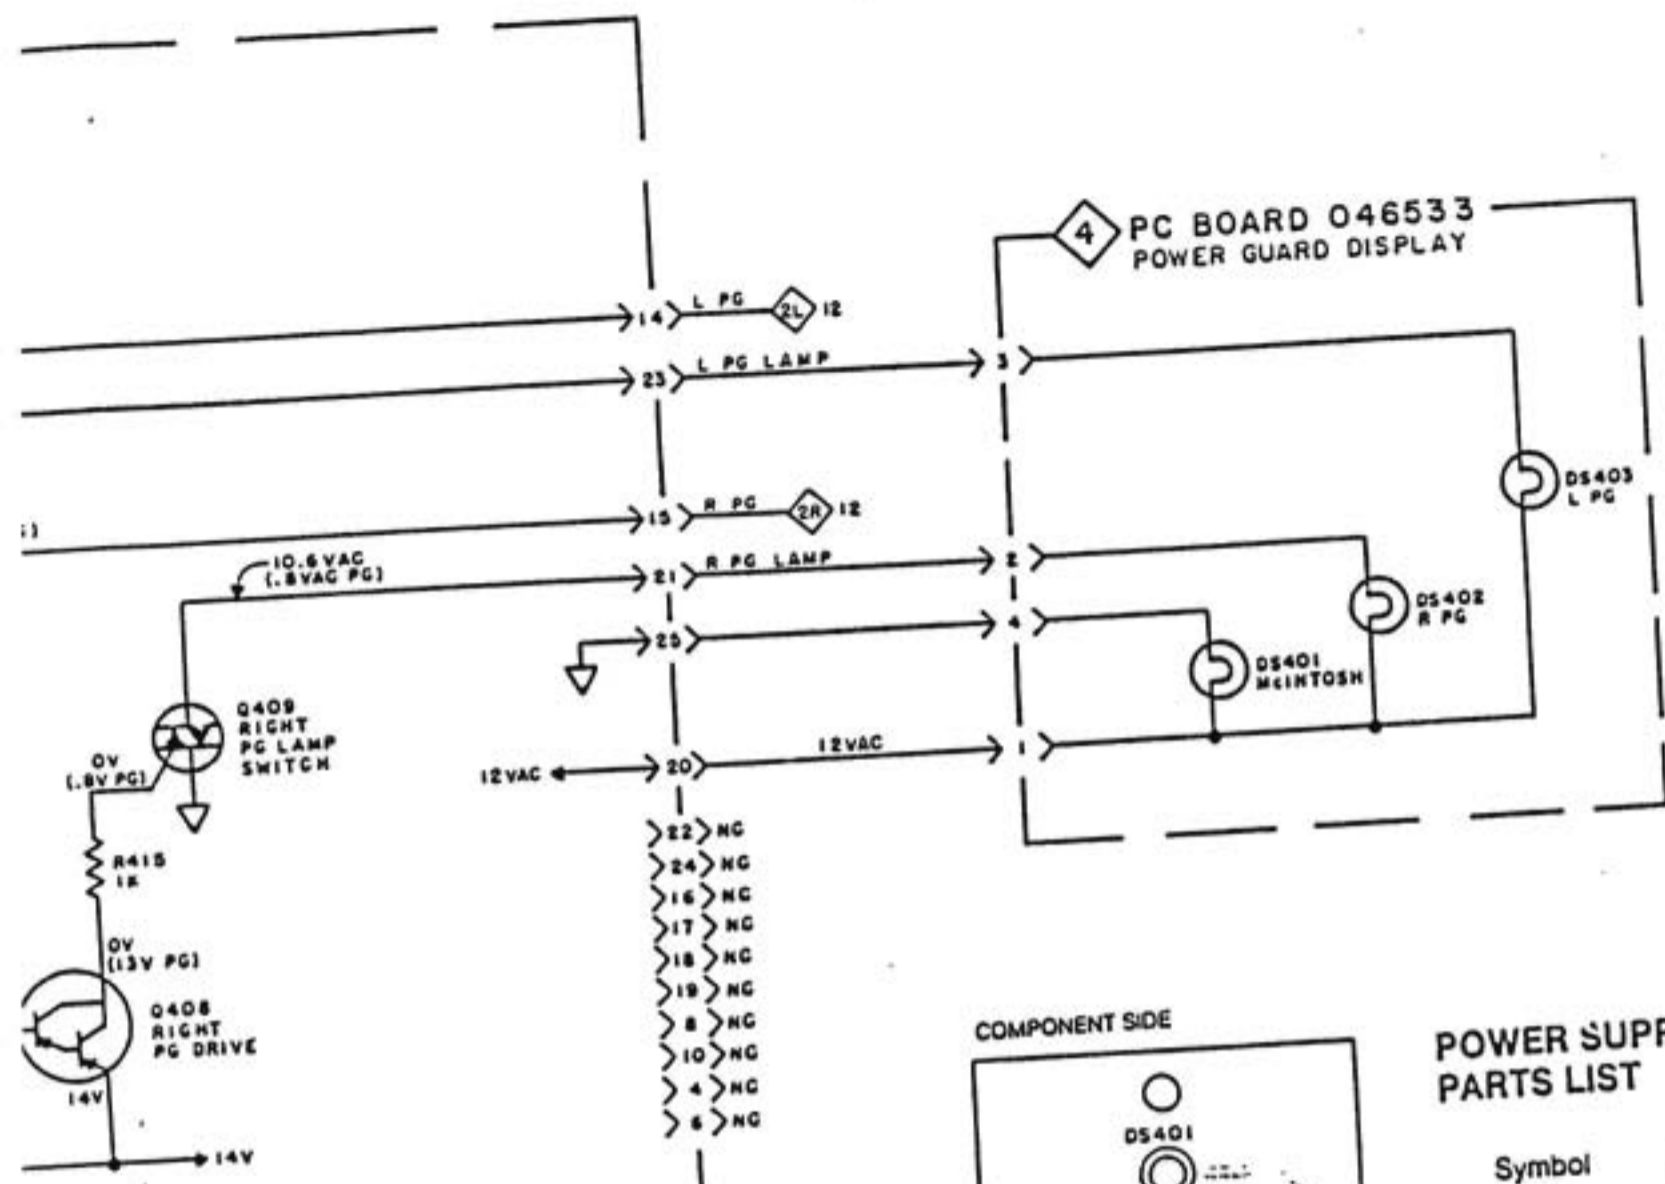 4
PC BOARD 046533
POWER GUARD DISPLAY
14
L PG
2L
12
23
L PG LAMP
3
DS403
L PG
15
R PG
2R
12
10.6VAC
(.8VAC PG)
21
R PG LAMP
2
DS402
R PG
25
4
DS401
McINTOSH
Q409
RIGHT
PG LAMP
SWITCH
0V
(.8V PG)
12VAC
20
12VAC
1
22 NC
24 NC
16 NC
17 NC
18 NC
19 NC
8 NC
10 NC
4 NC
6 NC
R415
1K
0V
(13V PG)
Q408
RIGHT
PG DRIVE
14V
14V
COMPONENT SIDE
DS401
POWER SUPP
PARTS LIST
Symbol